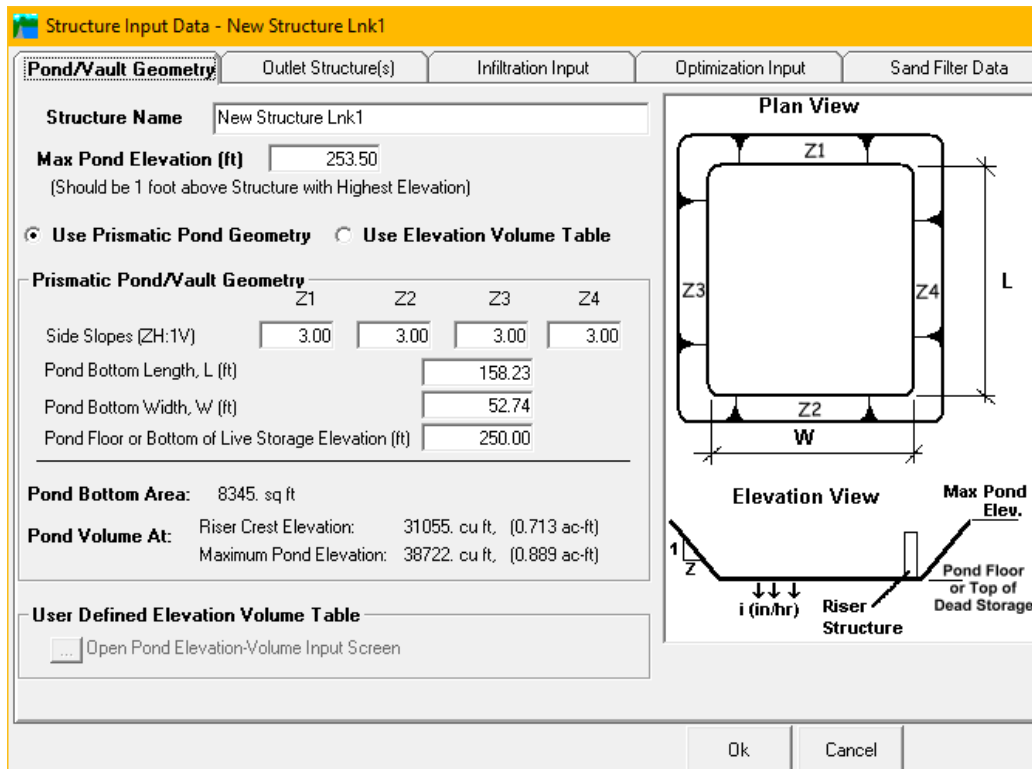 Structure Input Data - New Structure Lnk1
Pond/Vault Geometry Outlet Structure(s) Infiltration Input Optimization Input Sand Filter Data
Structure Name New Structure Lnk1
Max Pond Elevation (ft) 253.50
(Should be 1 foot above Structure with Highest Elevation)
Use Prismatic Pond Geometry Use Elevation Volume Table
Prismatic Pond/Vault Geometry
Z1 Z2 Z3 Z4
Side Slopes (ZH:1V) 3.00 3.00 3.00 3.00
Pond Bottom Length, L (ft) 158.23
Pond Bottom Width, W (ft) 52.74
Pond Floor or Bottom of Live Storage Elevation (ft) 250.00
Pond Bottom Area: 8345. sq ft
Pond Volume At: Riser Crest Elevation: 31055. cu ft, (0.713 ac-ft)
Maximum Pond Elevation: 38722. cu ft, (0.889 ac-ft)
User Defined Elevation Volume Table
... Open Pond Elevation-Volume Input Screen
Plan View
Z1
Z3 Z4 L
Z2
W
Elevation View Max Pond
Elev.
1
Z
Pond Floor
or Top of
Dead Storage
i (in/hr) Riser
Structure
Ok Cancel